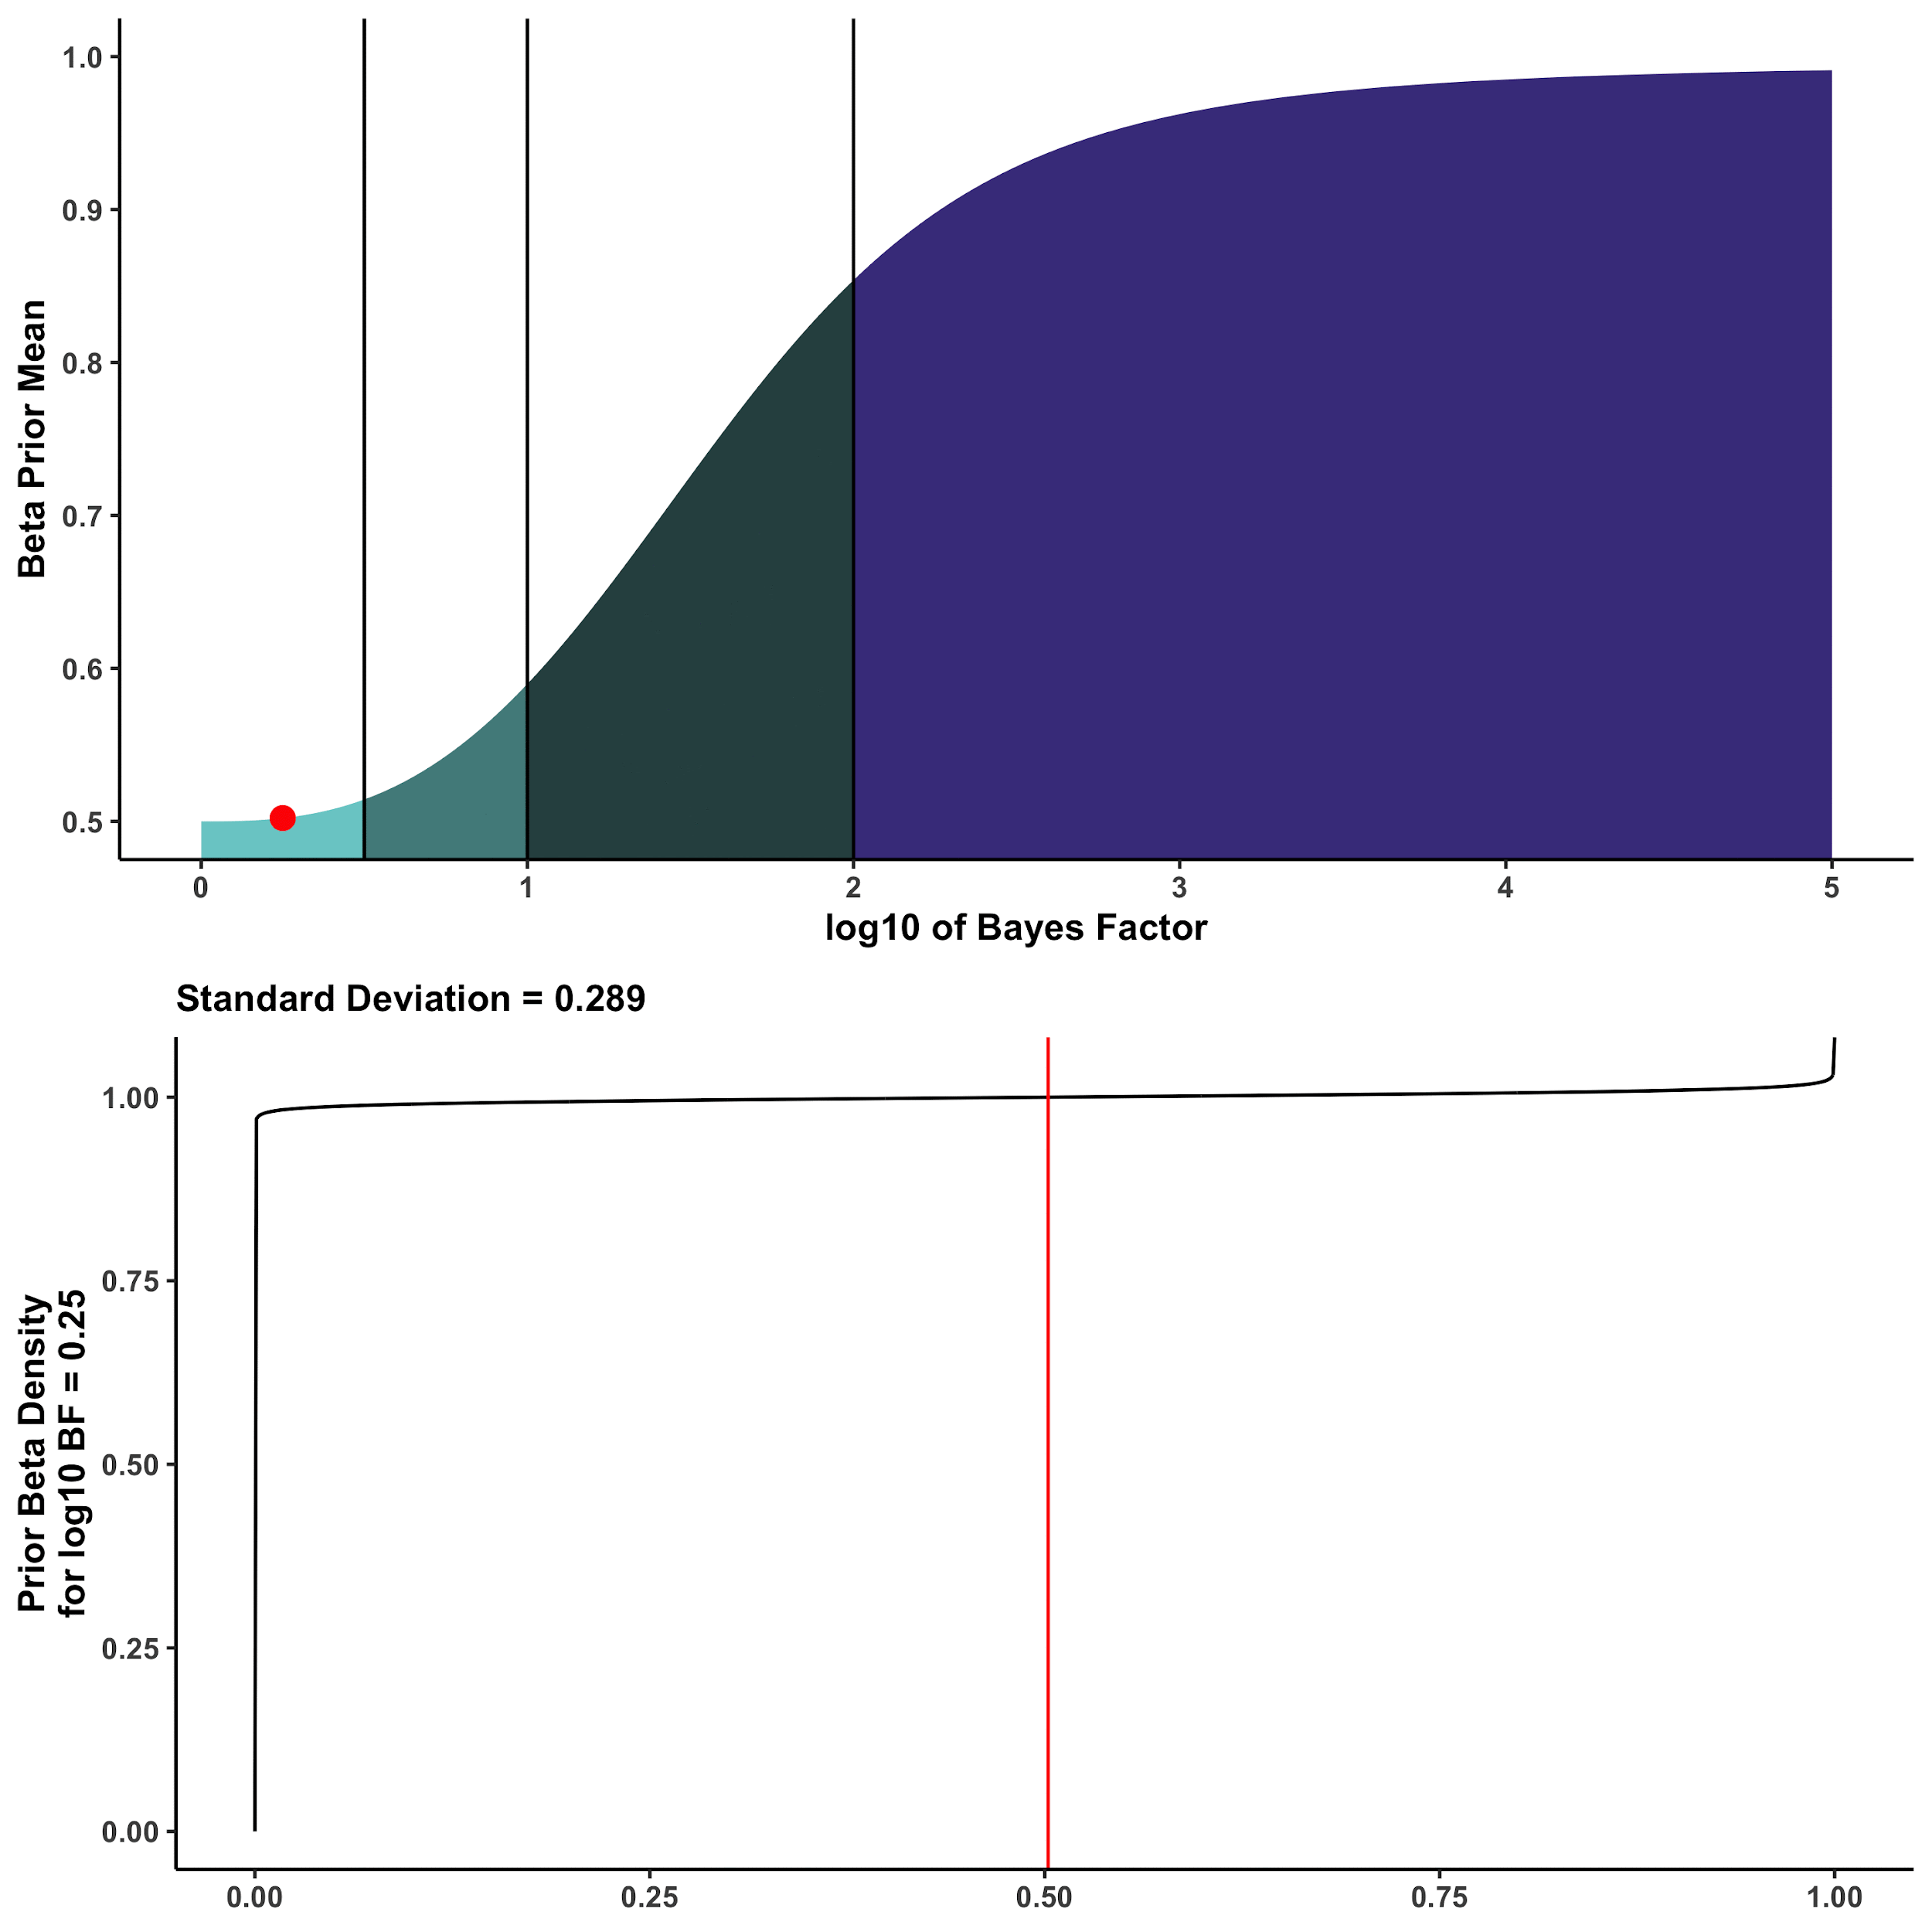 1.0
0.9
0.8
0.7
0.6
0.5
Beta Prior Mean
0 1 2 3 4 5
log10 of Bayes Factor
Standard Deviation = 0.289
1.00
0.75
0.50
0.25
0.00
Prior Beta Density
for log10 BF = 0.25
0.00 0.25 0.50 0.75 1.00